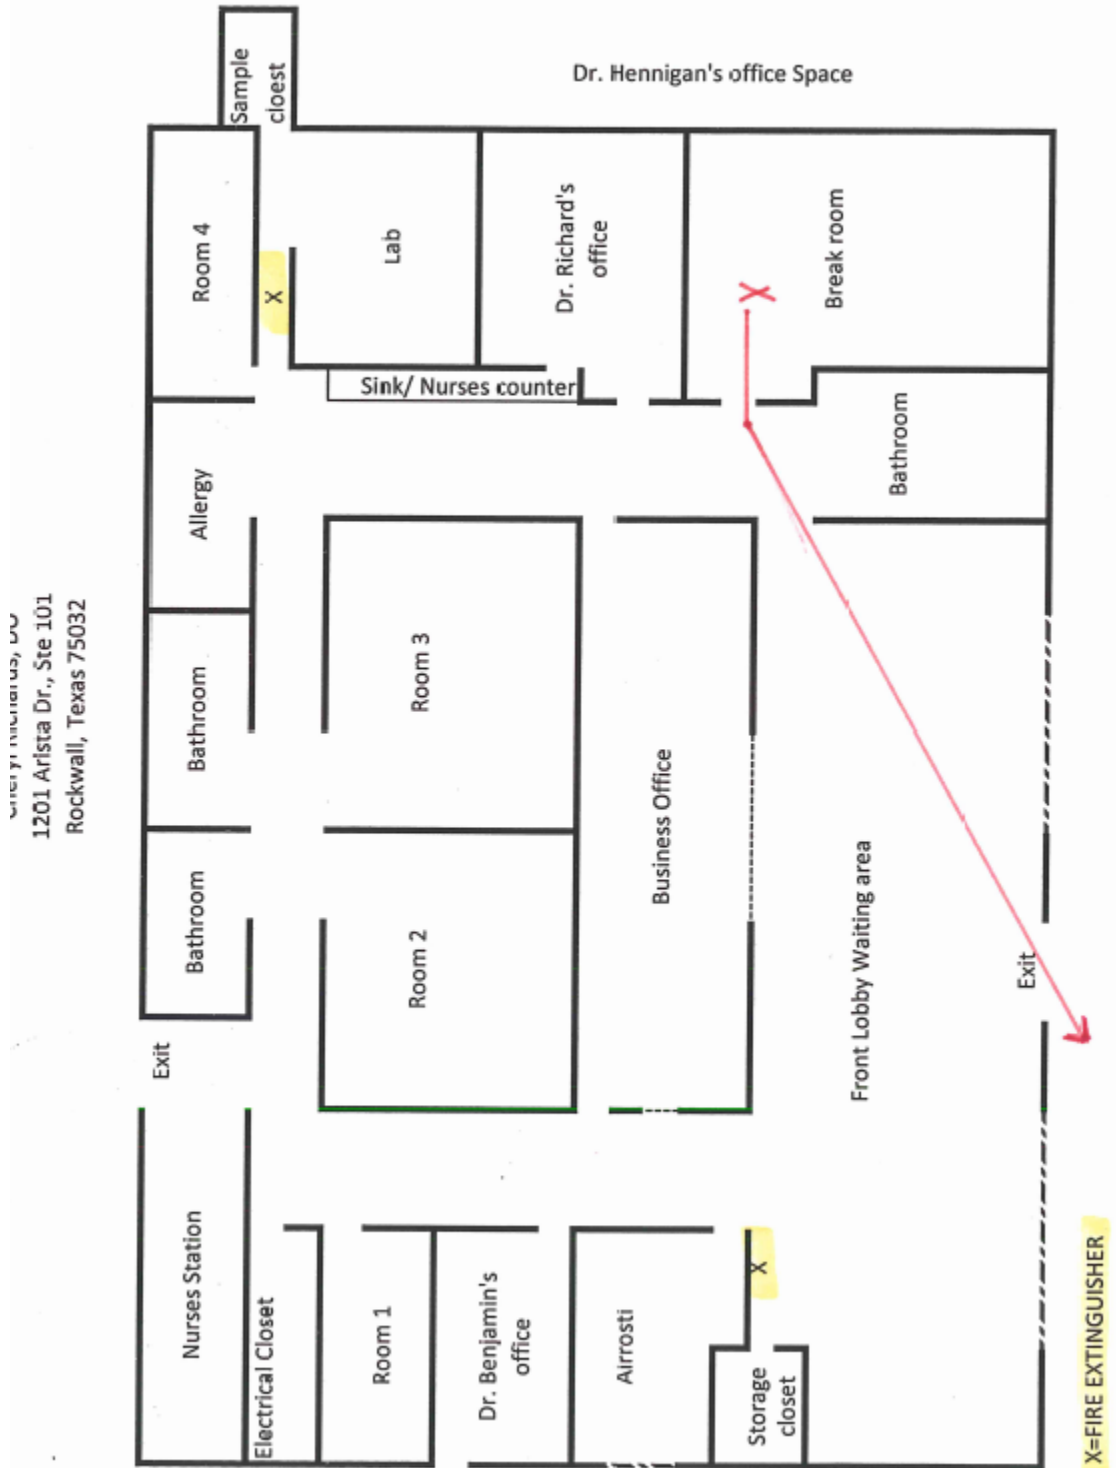 1201 Arista Dr., Ste 101
Rockwall, Texas 75032
Nurses Station
Exit
Bathroom
Bathroom
Allergy
Room 4
Sample
cloest
Electrical Closet
X
Room 1
Room 2
Room 3
Sink/ Nurses counter
Lab
Dr. Benjamin's
office
Dr. Richard's
office
Airrosti
Business Office
Storage
closet
X
X
Front Lobby Waiting area
Bathroom
Break room
Exit
Dr. Hennigan's office Space
X=FIRE EXTINGUISHER